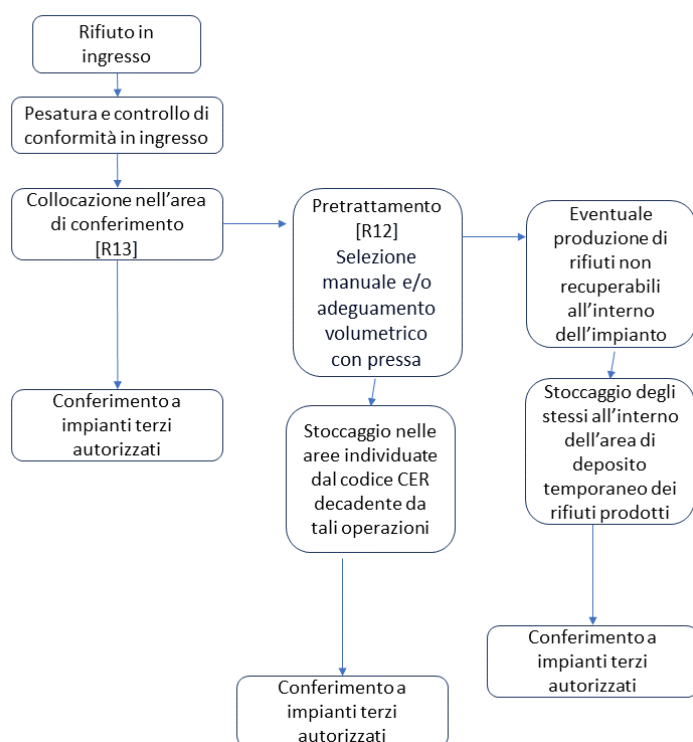 Rifiuto in
ingresso
Pesatura e controllo di
conformità in ingresso
Collocazione nell'area
di conferimento
[R13]
Conferimento a
impianti terzi
autorizzati
Pretrattamento
[R12]
Selezione
manuale e/o
adeguamento
volumetrico
con pressa
Stoccaggio nelle
aree individuate
dal codice CER
decadente da
tali operazioni
Conferimento a
impianti terzi
autorizzati
Eventuale
produzione di
rifiuti non
recuperabili
all'interno
dell'impianto
Stoccaggio degli
stessi all'interno
dell'area di
deposito
temporaneo dei
rifiuti prodotti
Conferimento a
impianti terzi
autorizzati